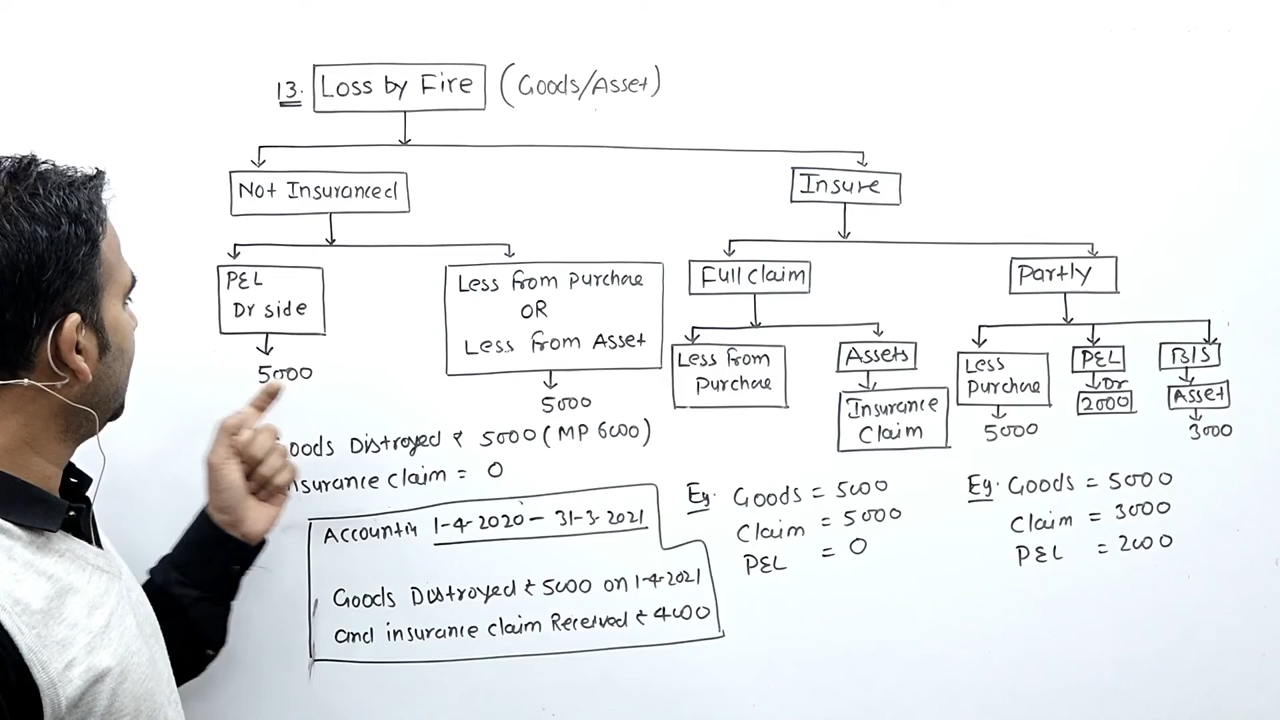 13. Loss by Fire (Goods/Asset)
Not Insuranced
Insure
P&L
Dr side
5000
Less from purchae
OR
Less from Asset
5000
Full claim
Less from
purchase
Assets
Insurance
Claim
Partly
Less
Purchase
5000
P&L
Dr
2000
B/S
Asset
3000
oods Distroyed ₹ 5000 (MP 6000)
nsurance claim = 0
Accountin 1-4-2020 - 31-3-2021
Goods Distroyed ₹ 5000 on 1-4-2021
and insurance claim Received ₹ 4000
Eg. Goods = 5000
Claim = 5000
P&L = 0
Eg. Goods = 5000
Claim = 3000
P&L = 2000